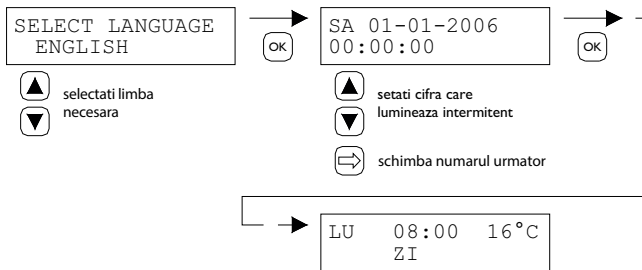 SELECT LANGUAGE
ENGLISH
OK
SA 01-01-2006
00:00:00
OK
selectati limba
necesara
setati cifra care
lumineaza intermitent
schimba numarul urmator
LU 08:00 16°C
ZI